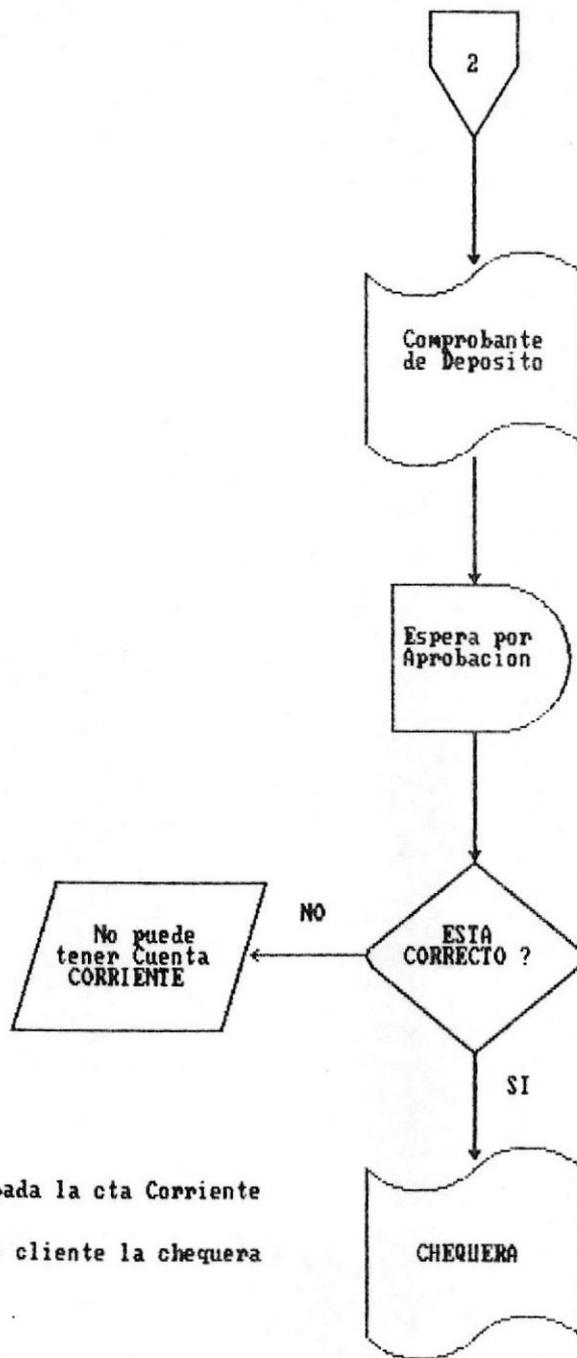 2
Comprobante
de Deposito
Espera por
Aprobacion
ESTA
CORRECTO ?
NO
No puede
tener Cuenta
CORRIENTE
SI
la cta Corriente
cliente la chequera
CHEQUERA